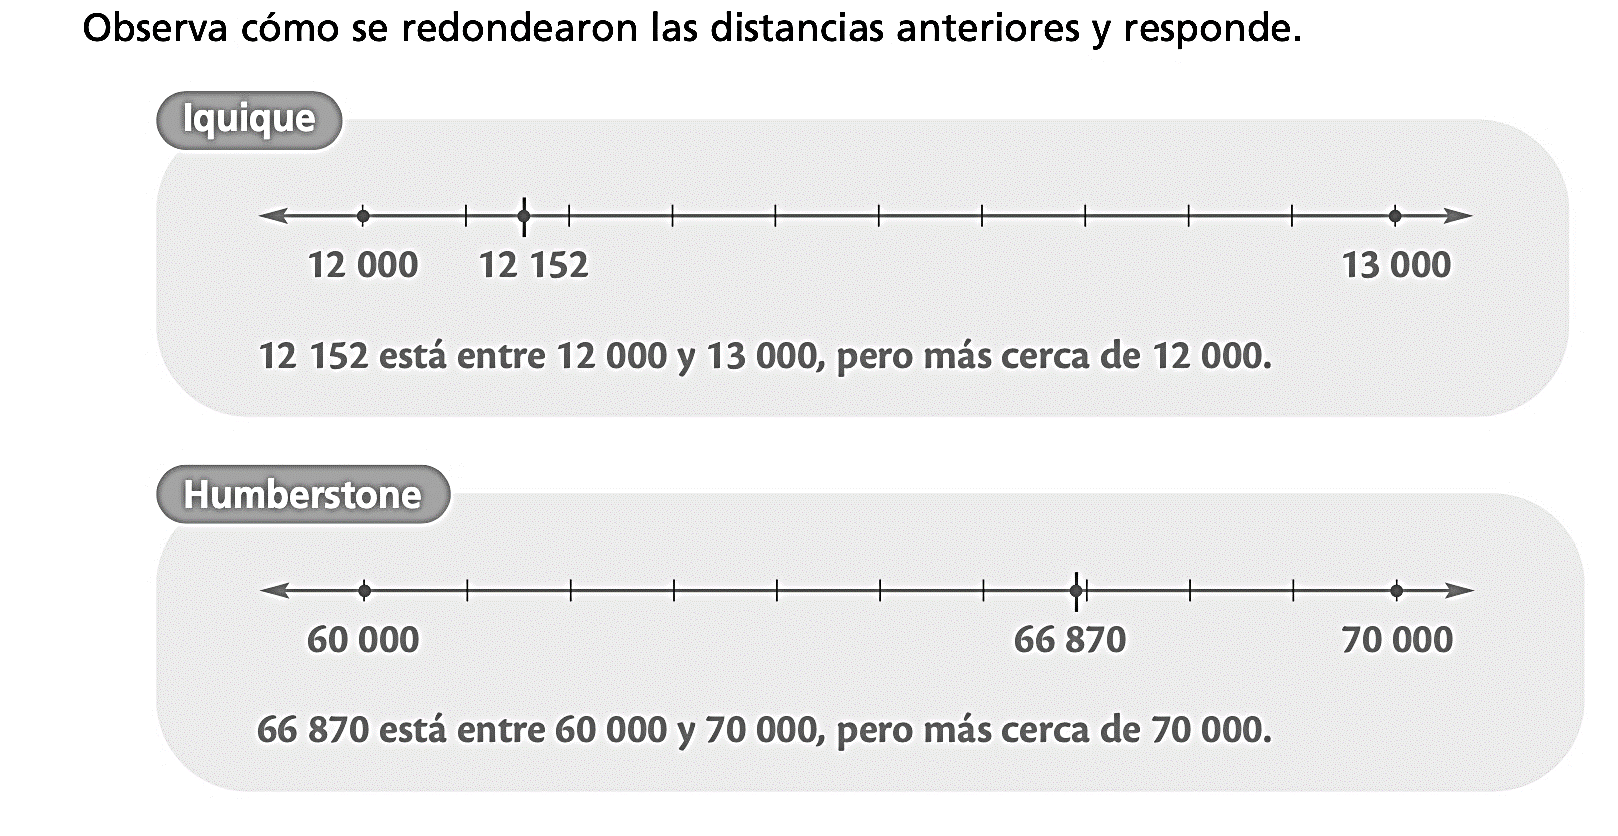 Observa cómo se redondearon las distancias anteriores y responde.
Iquique
12 000 12 152 13 000
12 152 está entre 12 000 y 13 000, pero más cerca de 12 000.
Humberstone
60 000 66 870 70 000
66 870 está entre 60 000 y 70 000, pero más cerca de 70 000.